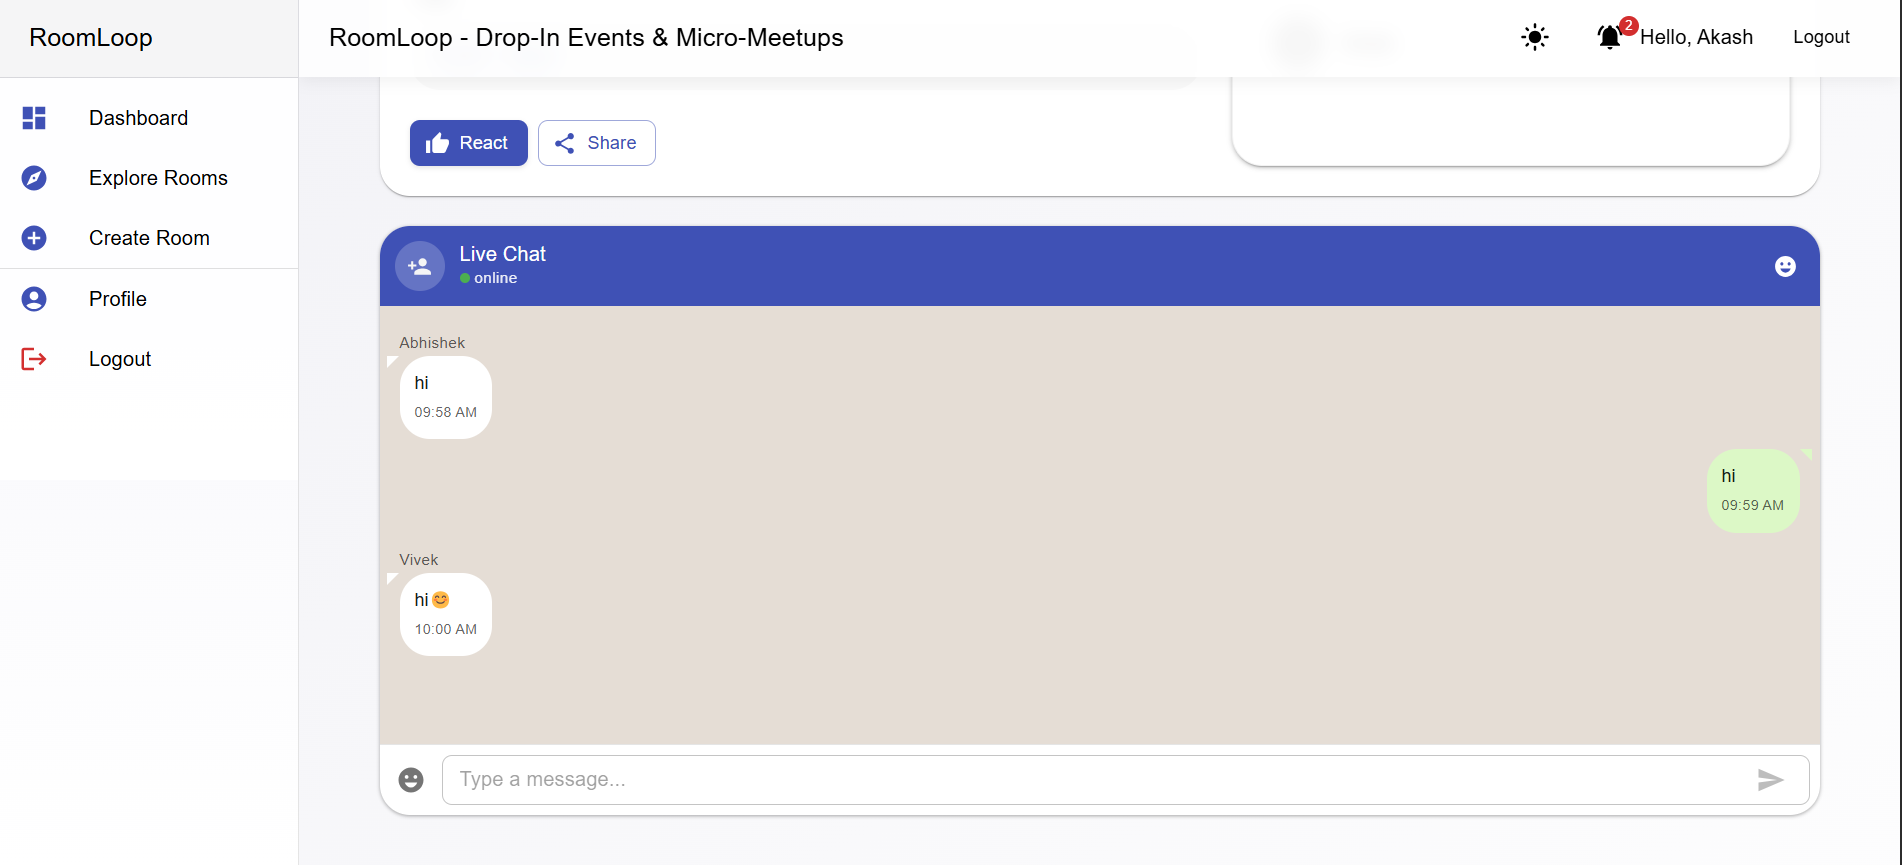 RoomLoop
RoomLoop - Drop-In Events & Micro-Meetups
2
Hello, Akash
Logout
Dashboard
Explore Rooms
Create Room
Profile
Logout
React
Share
Live Chat
online
Abhishek
hi
09:58 AM
hi
09:59 AM
Vivek
hi😊
10:00 AM
Type a message...